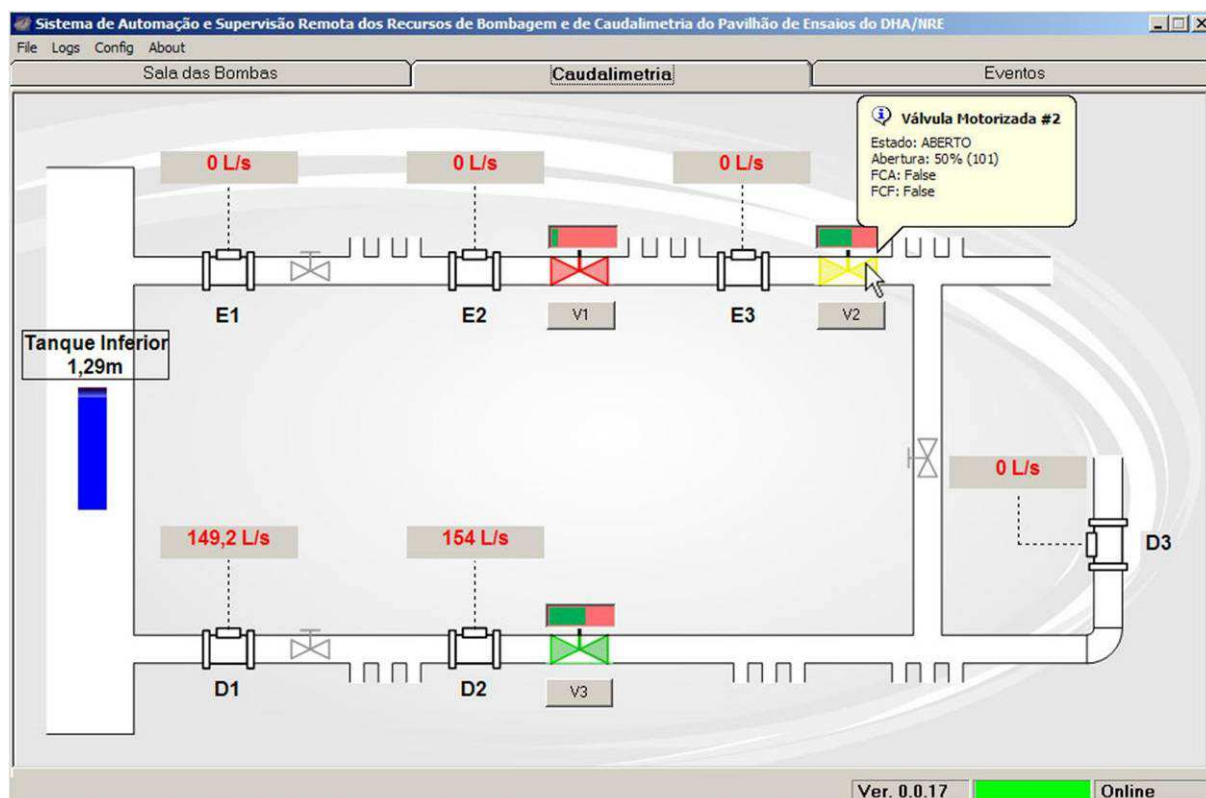 Sistema de Automação e Supervisão Remota dos Recursos de Bombagem e de Caudalimetria do Pavilhão de Ensaios do DHA/NRE
File Logs Config About
Sala das Bombas Caudalimetria Eventos
Válvula Motorizada #2
Estado: ABERTO
Abertura: 50% (101)
FCA: False
FCF: False
0 L/s 0 L/s 0 L/s
E1 E2 V1 E3 V2
Tanque Inferior
1,29m
0 L/s
149,2 L/s 154 L/s
D3
D1 D2 V3
Ver. 0.0.17 Online